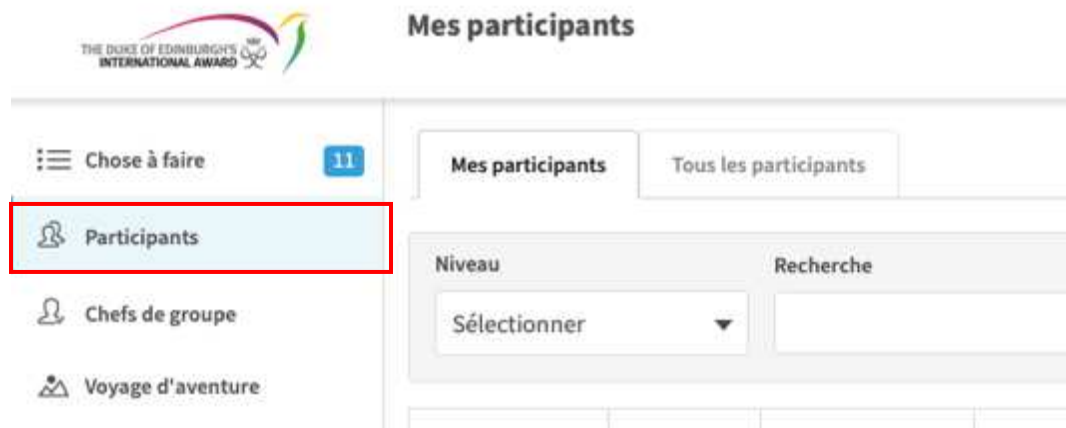 Mes participants
THE DUKE OF EDINBURGH'S
INTERNATIONAL AWARD
Chose à faire
11
Participants
Chefs de groupe
Voyage d'aventure
Mes participants
Tous les participants
Niveau
Recherche
Sélectionner